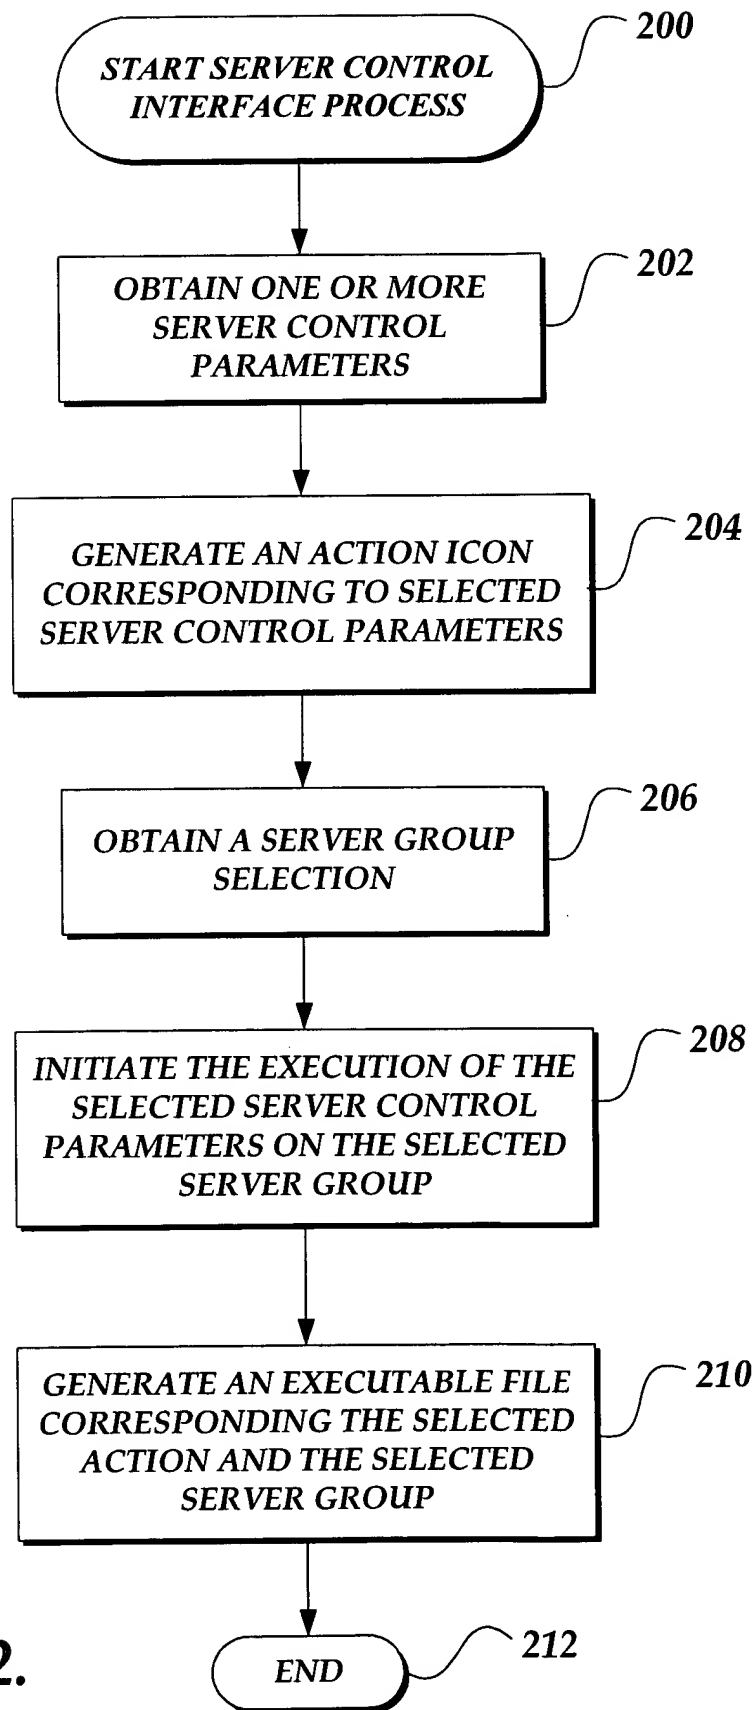 200
START SERVER CONTROL
INTERFACE PROCESS
202
OBTAIN ONE OR MORE
SERVER CONTROL
PARAMETERS
204
GENERATE AN ACTION ICON
CORRESPONDING TO SELECTED
SERVER CONTROL PARAMETERS
206
OBTAIN A SERVER GROUP
SELECTION
208
INITIATE THE EXECUTION OF THE
SELECTED SERVER CONTROL
PARAMETERS ON THE SELECTED
SERVER GROUP
210
GENERATE AN EXECUTABLE FILE
CORRESPONDING THE SELECTED
ACTION AND THE SELECTED
SERVER GROUP
212
END
2.